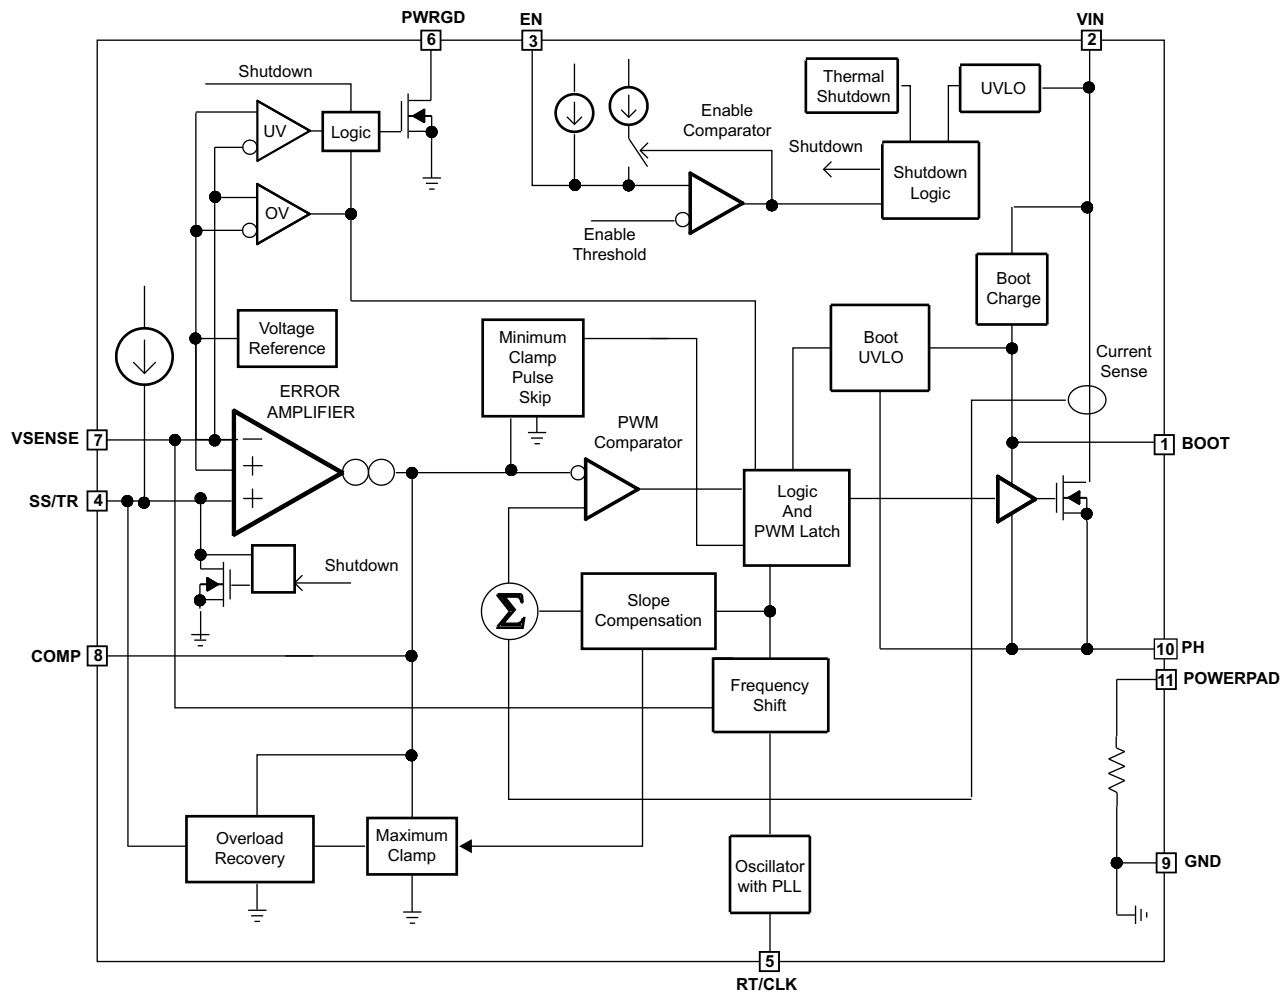 PWRGD
6
EN
3
VIN
2
Shutdown
UV
Logic
OV
Enable
Comparator
Enable
Threshold
Thermal
Shutdown
UVLO
Shutdown
Shutdown
Logic
Boot
Charge
Voltage
Reference
Minimum
Clamp
Pulse
Skip
Boot
UVLO
Current
Sense
ERROR
AMPLIFIER
PWM
Comparator
VSENSE
7
−
+
+
SS/TR
4
1
BOOT
Logic
And
PWM Latch
Shutdown
Σ
Slope
Compensation
COMP
8
10
PH
11
POWERPAD
Frequency
Shift
Overload
Recovery
Maximum
Clamp
Oscillator
with PLL
9
GND
5
RT/CLK